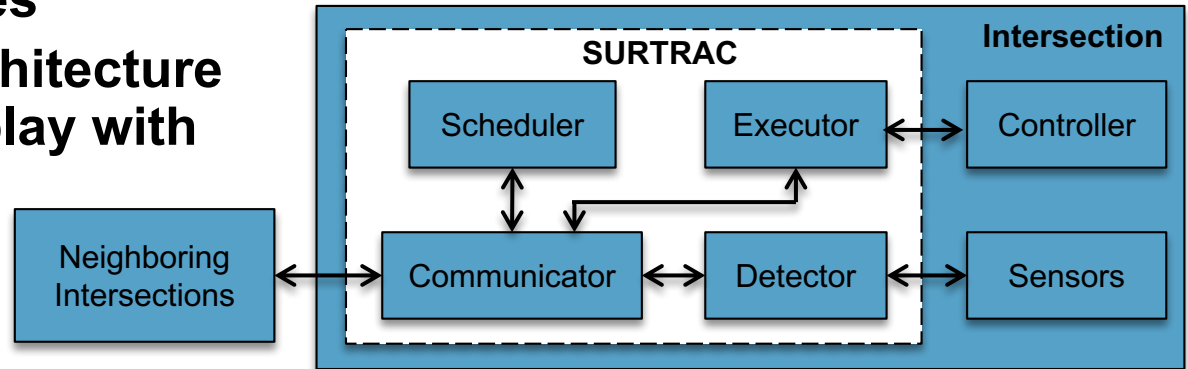 es
hitecture
lay with
Intersection
SURTRAC
Scheduler
Executor
Controller
Neighboring
Intersections
Communicator
Detector
Sensors